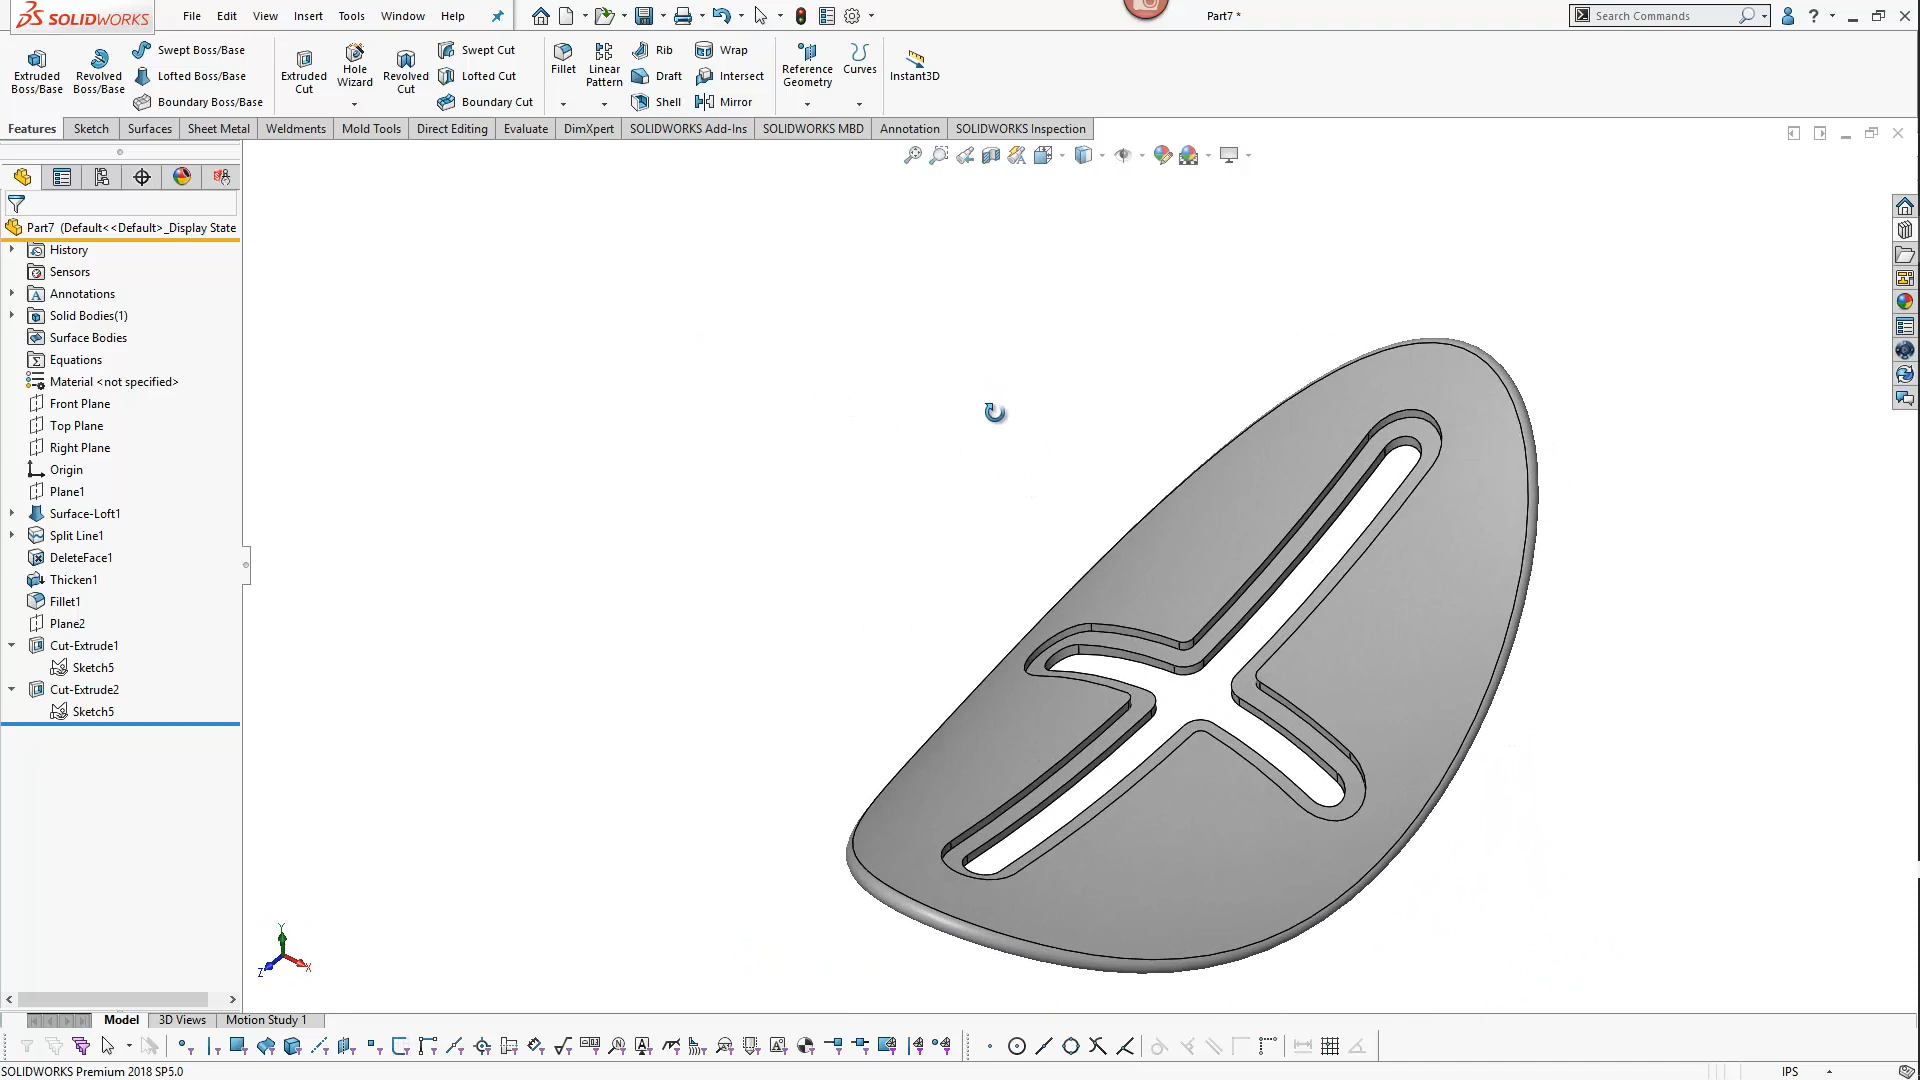 SOLIDWORKS File Edit View Insert Tools Window Help Part7 * Search Commands ?
Extruded Boss/Base Revolved Boss/Base Swept Boss/Base Lofted Boss/Base Boundary Boss/Base Extruded Cut Hole Wizard Revolved Cut Swept Cut Lofted Cut Boundary Cut Fillet Linear Pattern Rib Draft Shell Wrap Intersect Mirror Reference Geometry Curves Instant3D
Features Sketch Surfaces Sheet Metal Weldments Mold Tools Direct Editing Evaluate DimXpert SOLIDWORKS Add-Ins SOLIDWORKS MBD Annotation SOLIDWORKS Inspection
Part7 (Default<<Default>_Display State
History
Sensors
Annotations
Solid Bodies(1)
Surface Bodies
Equations
Material <not specified>
Front Plane
Top Plane
Right Plane
Origin
Plane1
Surface-Loft1
Split Line1
DeleteFace1
Thicken1
Fillet1
Plane2
Cut-Extrude1
Sketch5
Cut-Extrude2
Sketch5
Y
Z X
Model 3D Views Motion Study 1
SOLIDWORKS Premium 2018 SP5.0 IPS